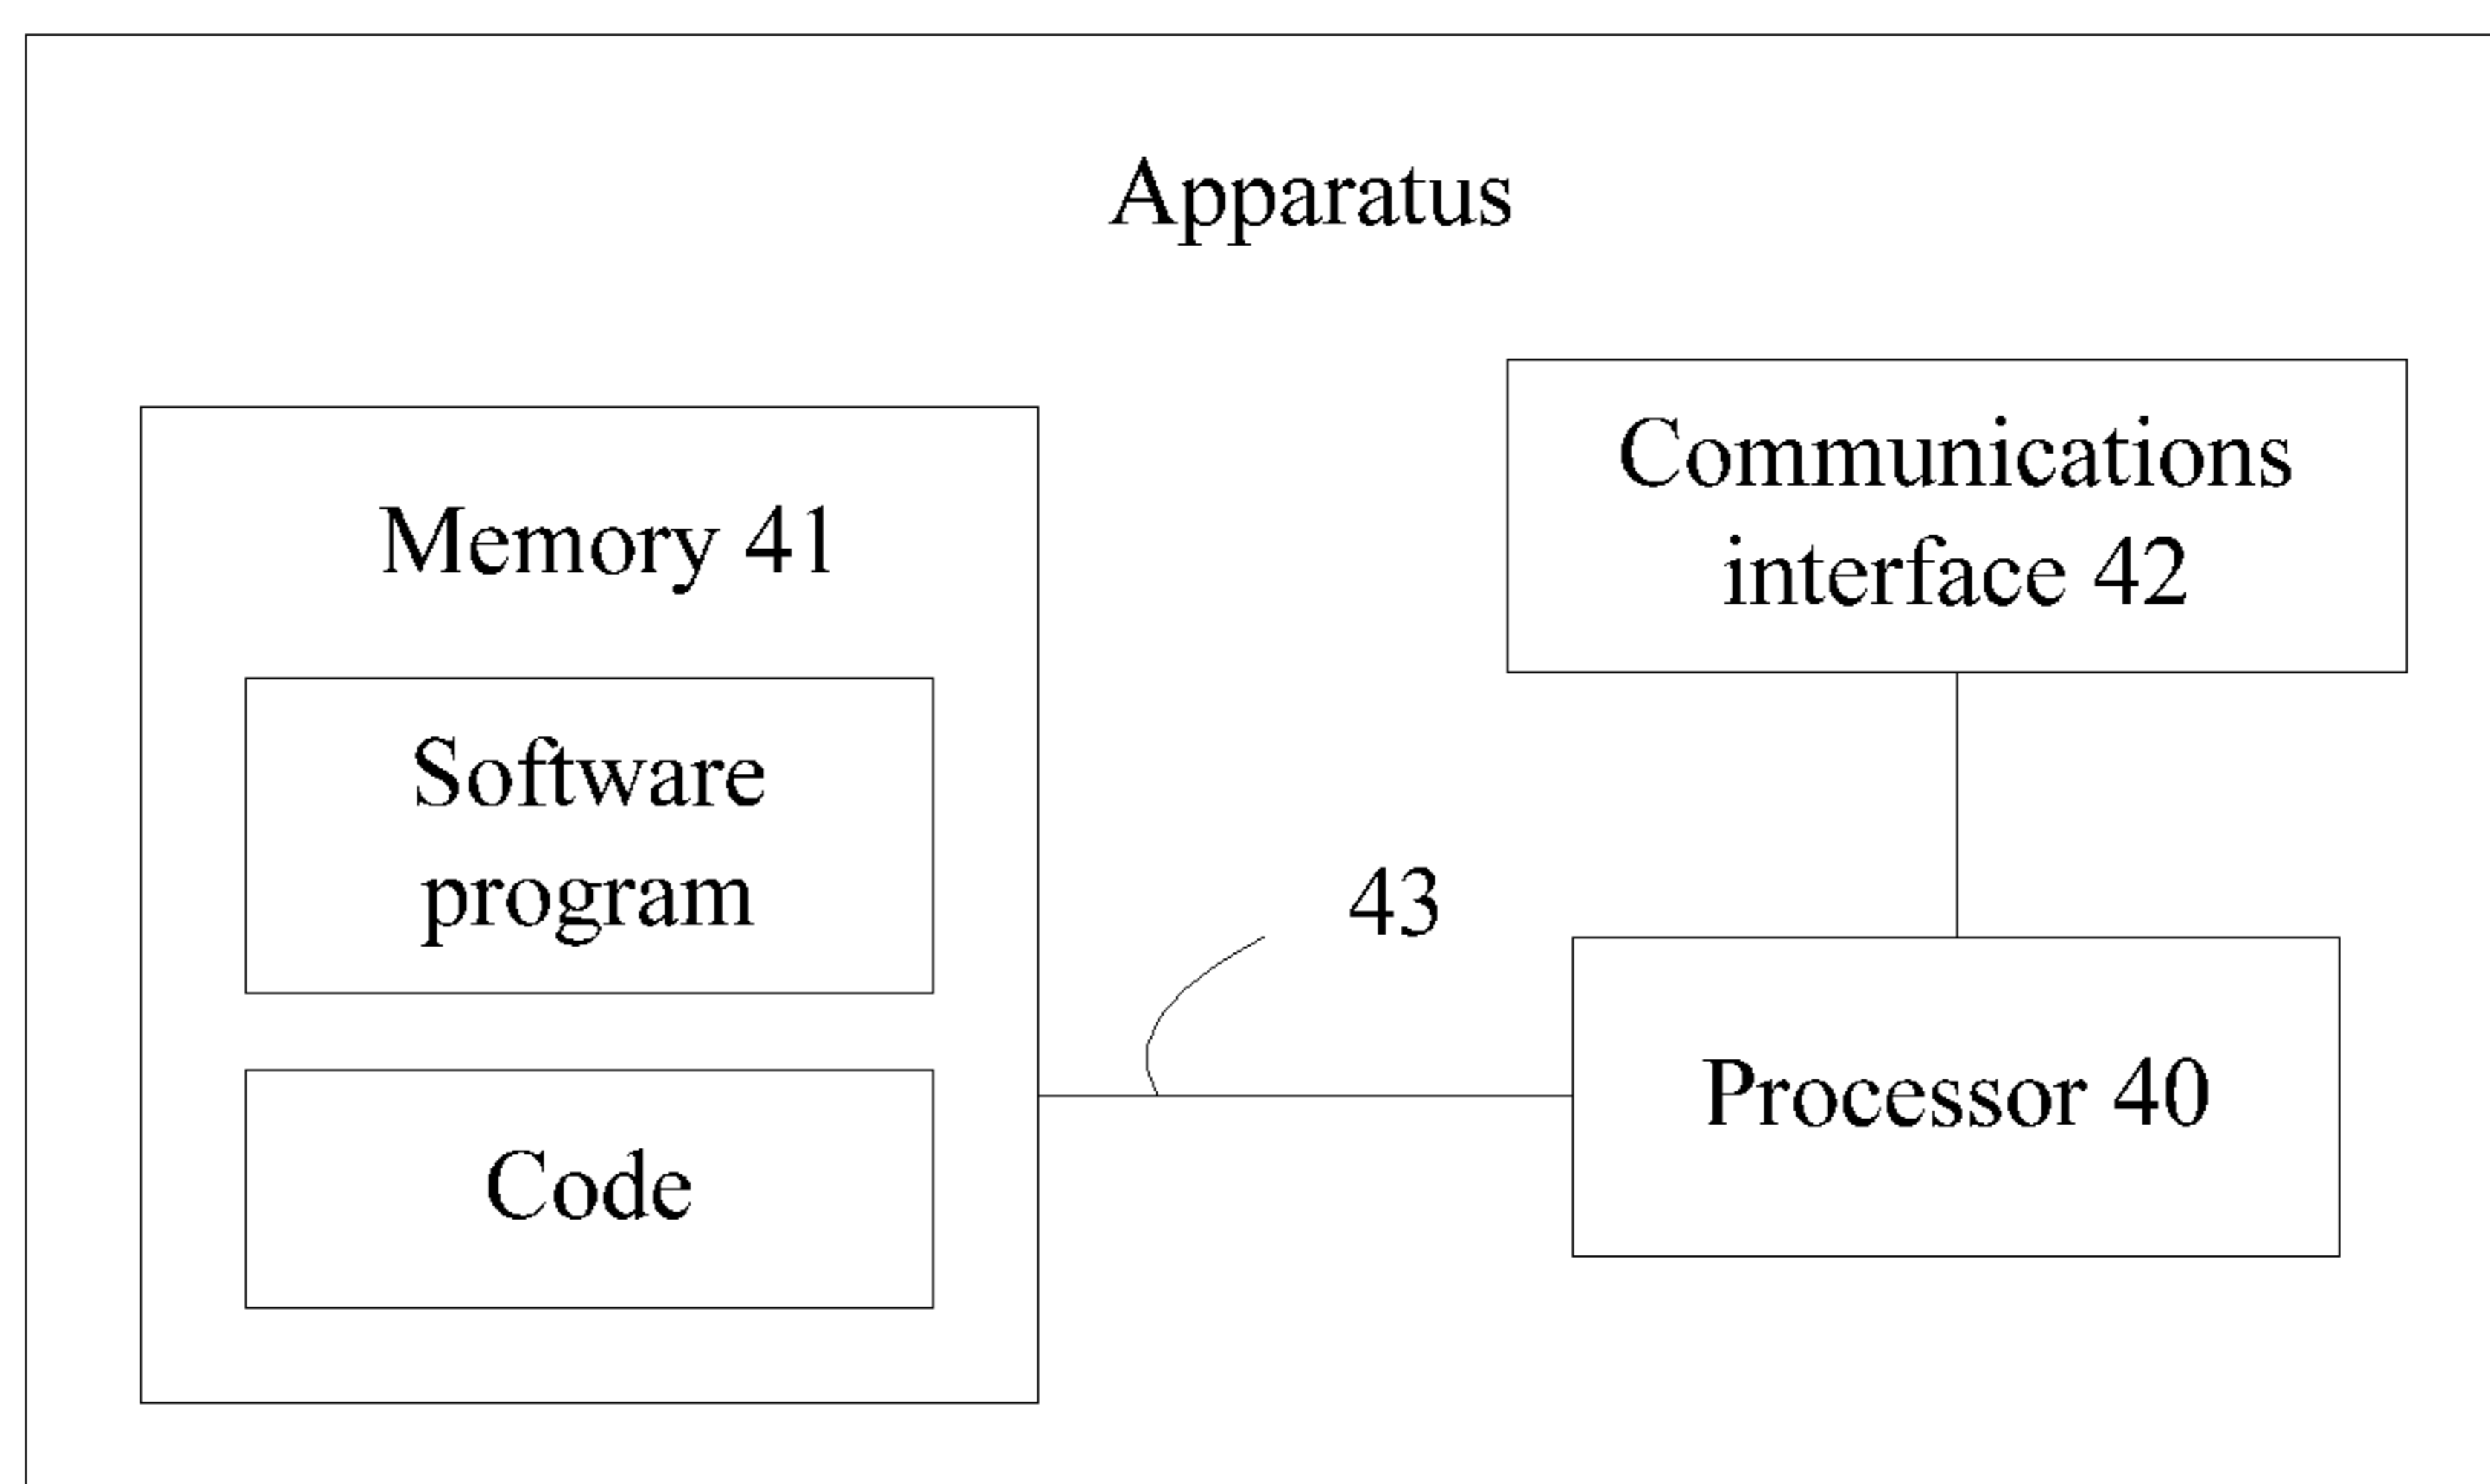 Apparatus
Memory 41
Software
program
Code
Communications
interface 42
43
Processor 40